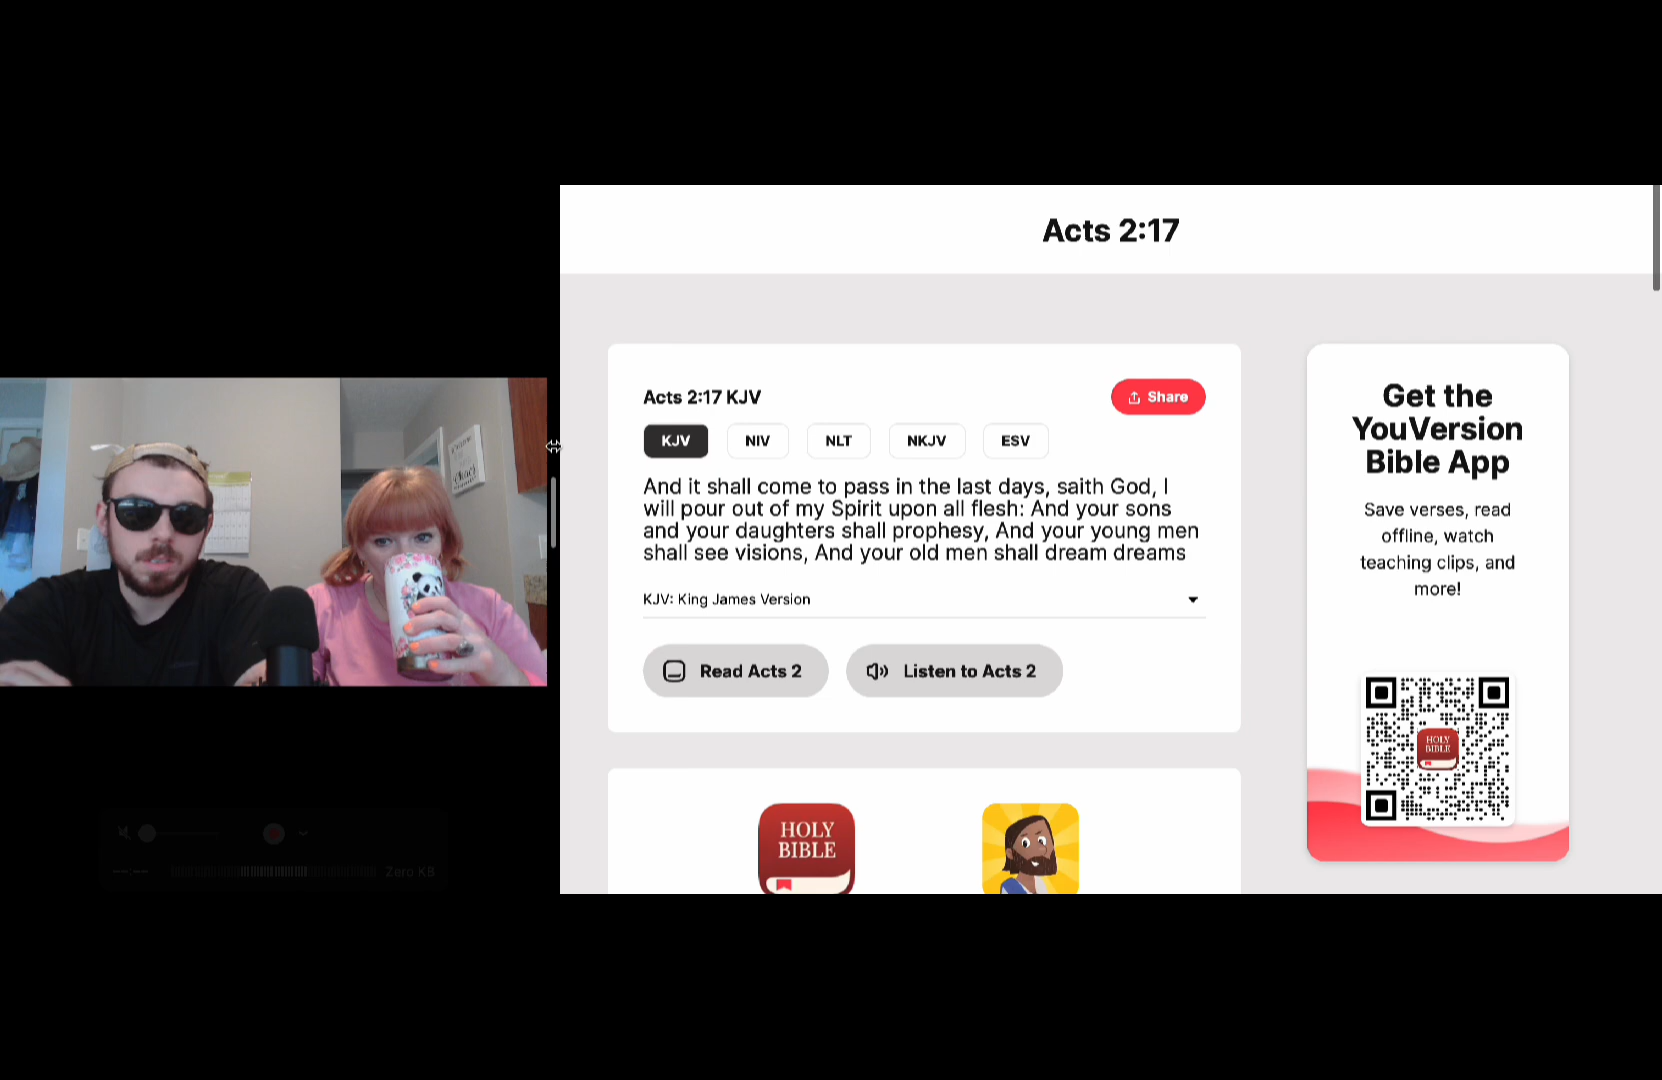 Acts 2:17
Acts 2:17 KJV
Share
KJV
NIV
NLT
NKJV
ESV
And it shall come to pass in the last days, saith God, I
will pour out of my Spirit upon all flesh: And your sons
and your daughters shall prophesy, And your young men
shall see visions, And your old men shall dream dreams
KJV: King James Version
Read Acts 2
Listen to Acts 2
HOLY
BIBLE
Get the
YouVersion
Bible App
Save verses, read
offline, watch
teaching clips, and
more!
HOLY
BIBLE
Zero KB